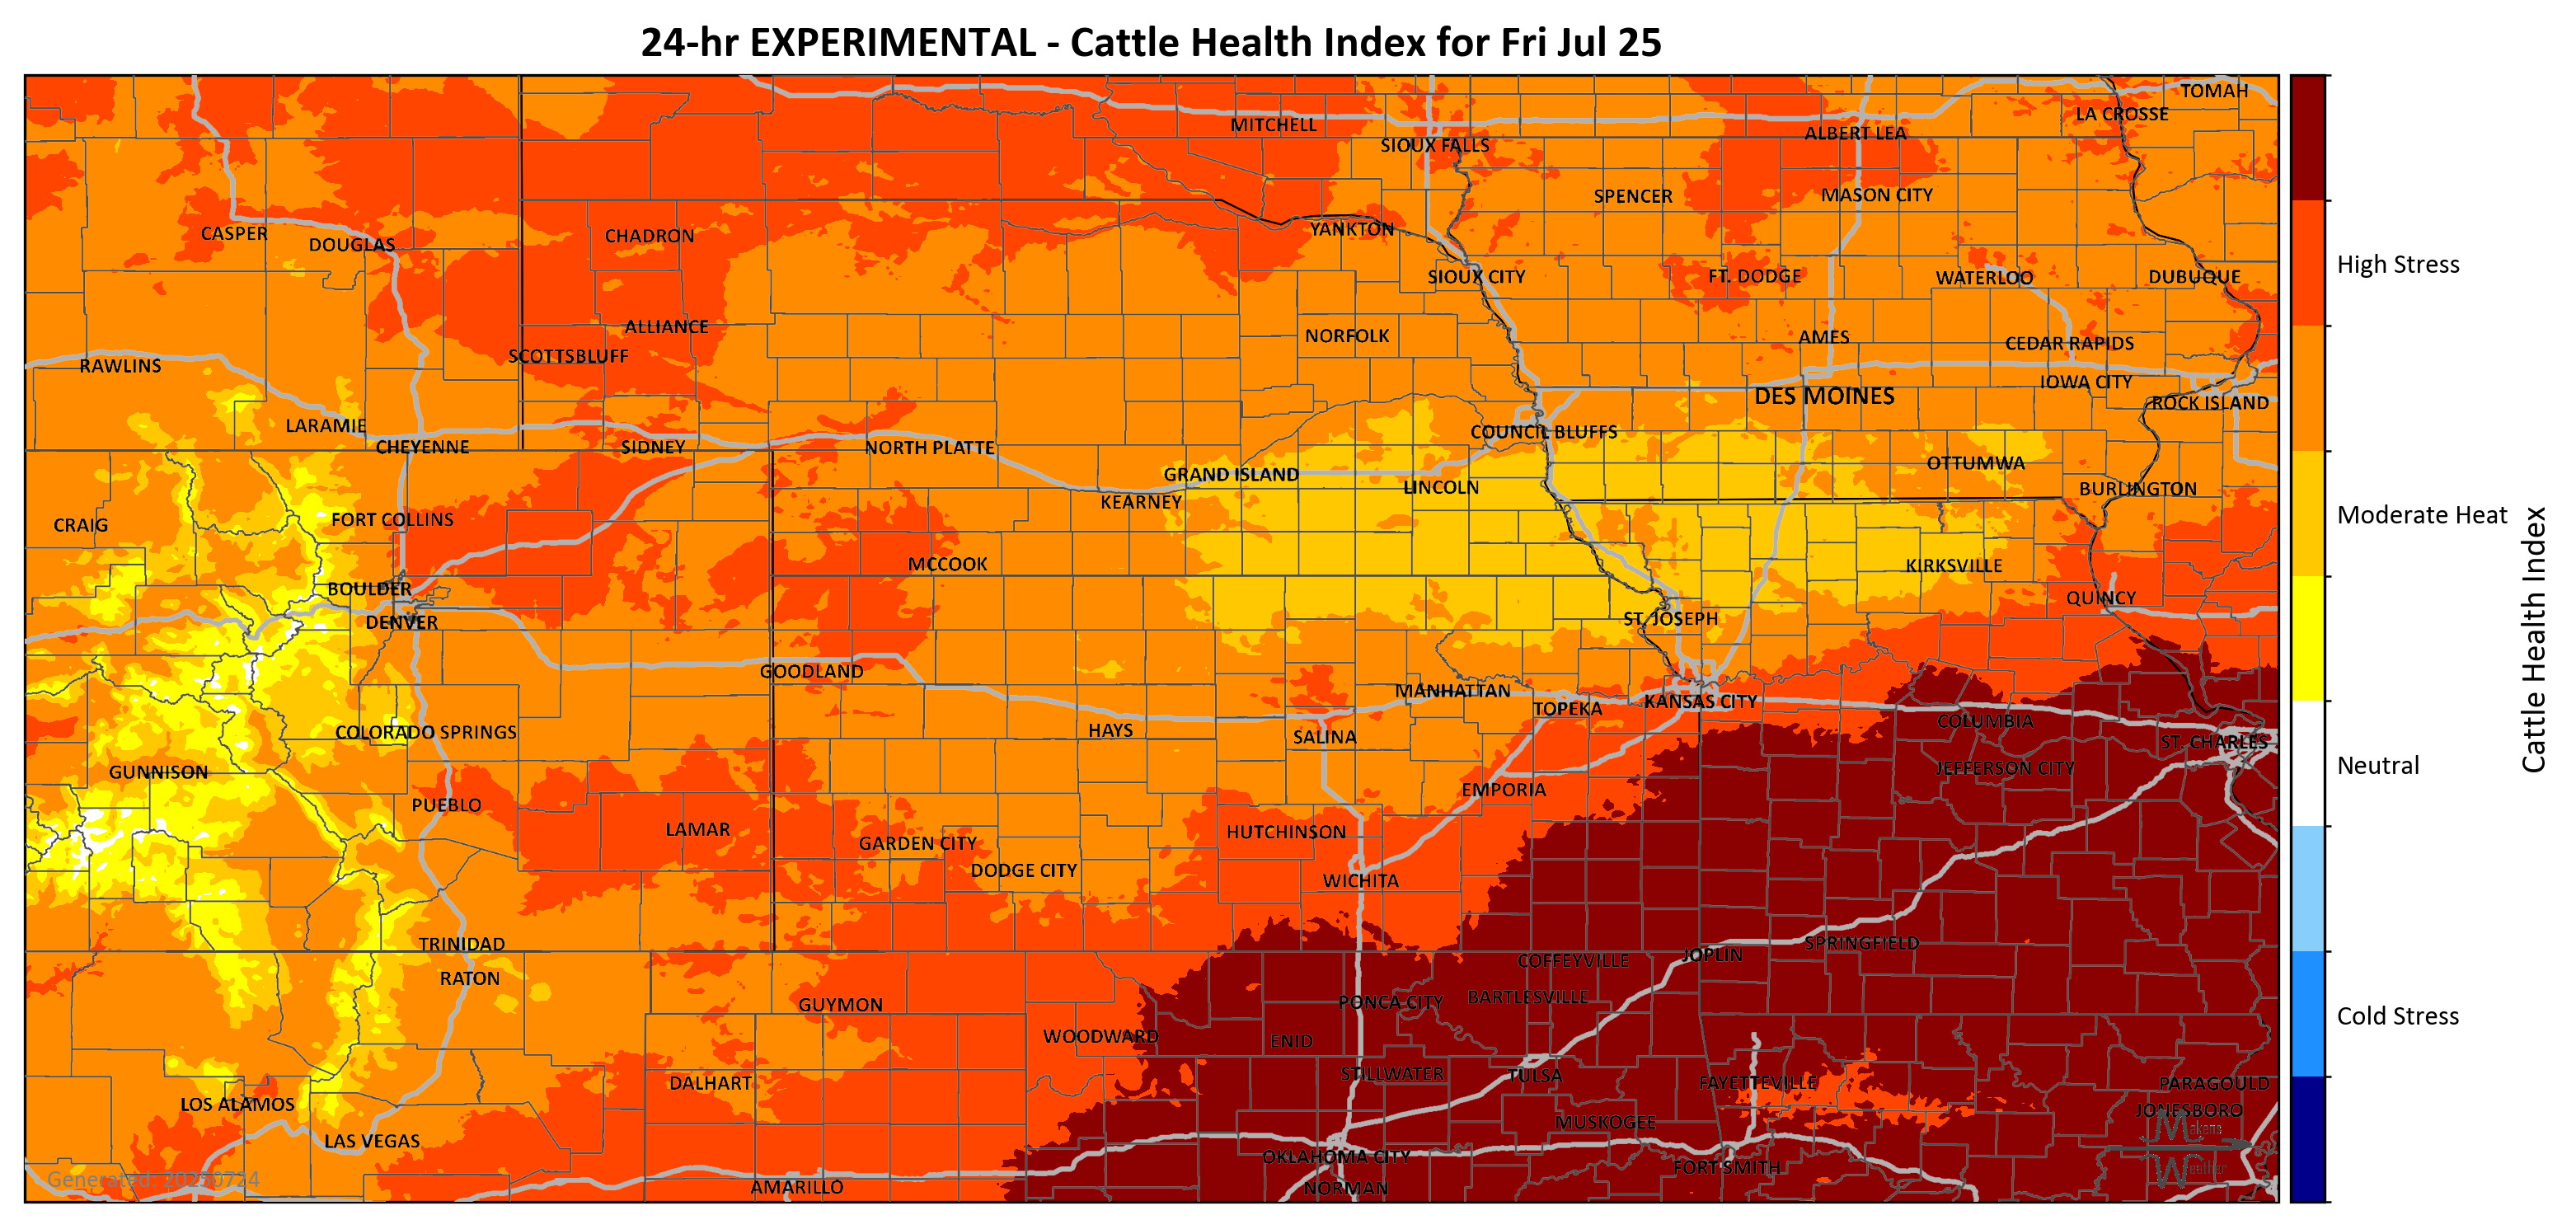 24-hr EXPERIMENTAL - Cattle Health Index for Fri Jul 25
TOMAH
LA CROSSE
MITCHELL
ALBERT LEA
SIOUX FALLS
SPENCER
MASON CITY
CASPER
DOUGLAS
CHADRON
YANKTON
SIOUX CITY
FT. DODGE
WATERLOO
DUBUQUE
High Stress
ALLIANCE
NORFOLK
AMES
CEDAR RAPIDS
SCOTTSBLUFF
RAWLINS
IOWA CITY
DES MOINES
ROCK ISLAND
LARAMIE
COUNCIL BLUFFS
CHEYENNE
SIDNEY
NORTH PLATTE
OTTUMWA
GRAND ISLAND
LINCOLN
BURLINGTON
KEARNEY
Moderate Heat
CRAIG
FORT COLLINS
MCCOOK
KIRKSVILLE
BOULDER
QUINCY
DENVER
ST. JOSEPH
Cattle Health Index
GOODLAND
MANHATTAN
KANSAS CITY
TOPEKA
COLUMBIA
COLORADO SPRINGS
HAYS
SALINA
ST. CHARLES
GUNNISON
JEFFERSON CITY
Neutral
EMPORIA
PUEBLO
LAMAR
HUTCHINSON
GARDEN CITY
DODGE CITY
WICHITA
TRINIDAD
SPRINGFIELD
JOPLIN
COFFEYVILLE
RATON
BARTLESVILLE
GUYMON
PONCA CITY
Cold Stress
WOODWARD
ENID
STILLWATER
TULSA
DALHART
FAYETTEVILLE
PARAGOULD
LOS ALAMOS
JONESBORO
MUSKOGEE
Makens
LAS VEGAS
OKLAHOMA CITY
FORT SMITH
Weather
Generated: 20250724
AMARILLO
NORMAN